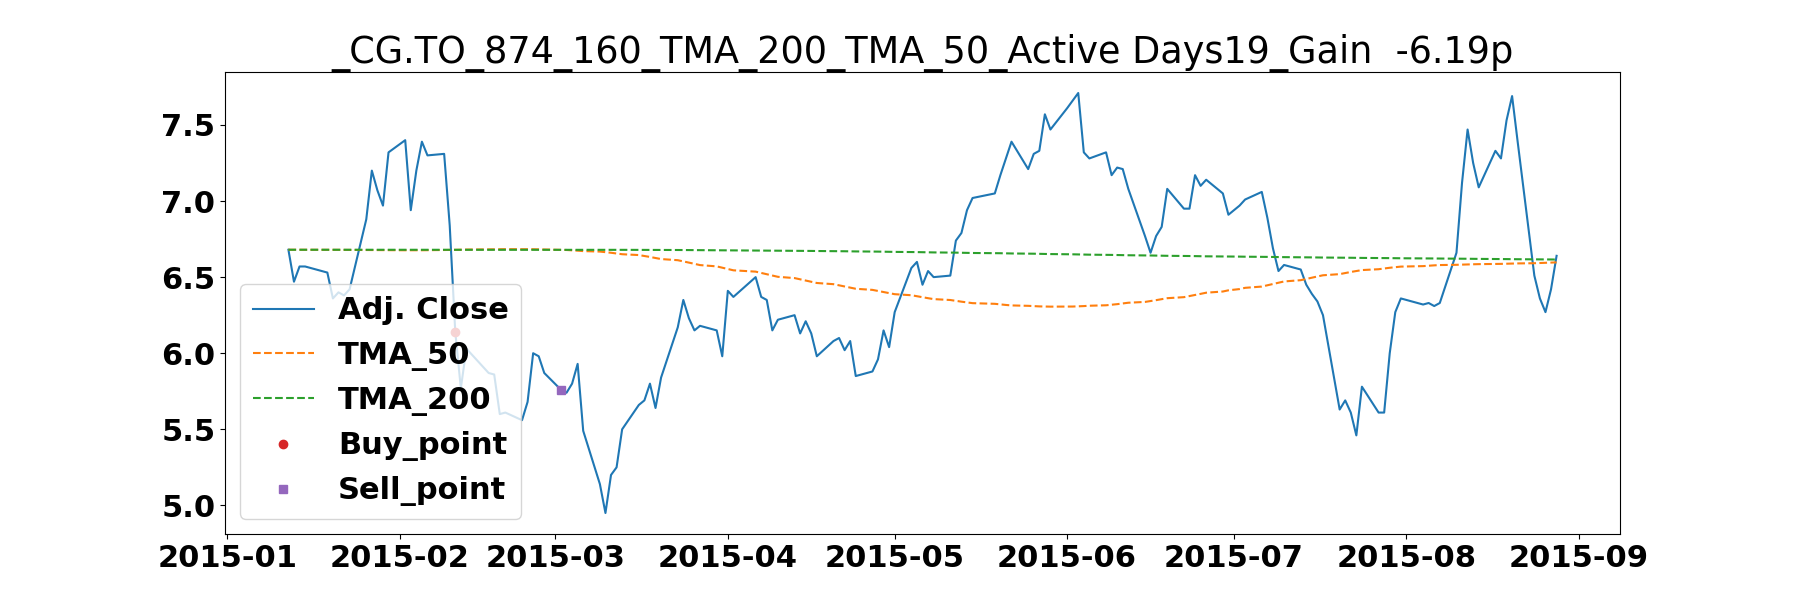 _CG.TO_874_160_TMA_200_TMA_50_Active Days19_Gain  -6.19p
7.5
7.0
6.5
6.0
5.5
5.0
Adj. Close
TMA_50
TMA_200
Buy_point
Sell_point
2015-01 2015-02 2015-03 2015-04 2015-05 2015-06 2015-07 2015-08 2015-09